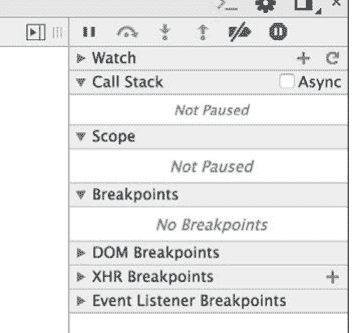 Watch
Call Stack Async
Not Paused
Scope
Not Paused
Breakpoints
No Breakpoints
DOM Breakpoints
XHR Breakpoints
Event Listener Breakpoints